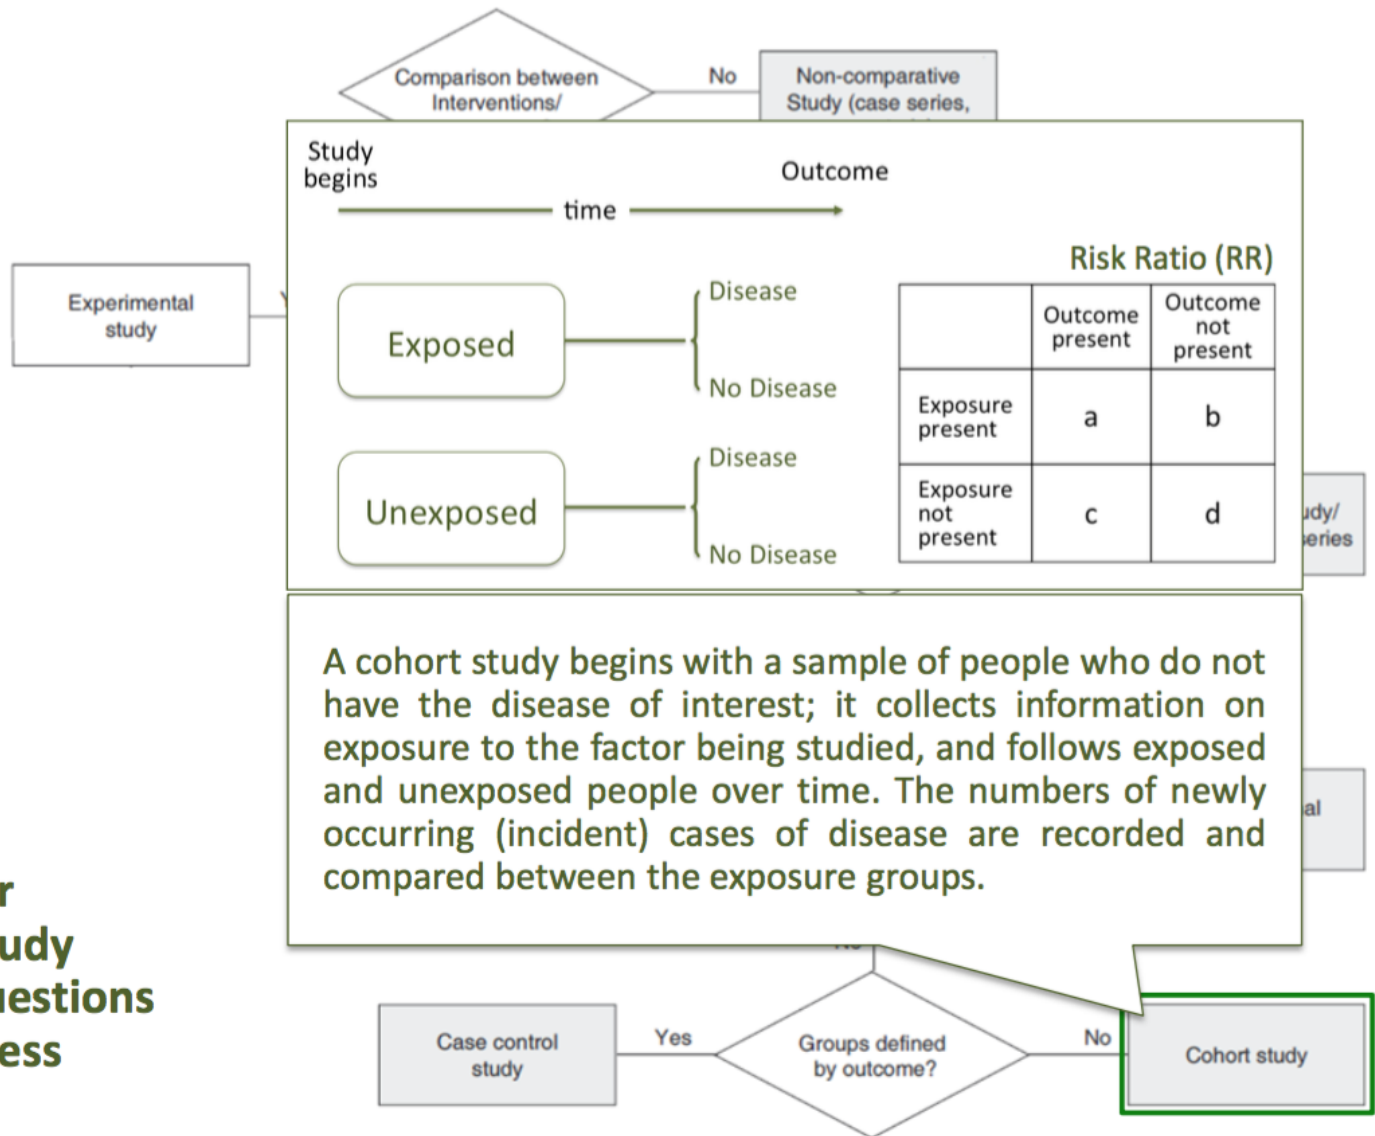 Comparison between
Interventions/
No
Non-comparative
Study (case series,
Study
begins
Outcome
time
Risk Ratio (RR)
Experimental
study
Exposed
Disease
No Disease
Unexposed
Disease
No Disease
Outcome
present
Outcome
not
present
Exposure
present
a
b
Exposure
not
present
c
d
A cohort study begins with a sample of people who do not
have the disease of interest; it collects information on
exposure to the factor being studied, and follows exposed
and unexposed people over time. The numbers of newly
occurring (incident) cases of disease are recorded and
compared between the exposure groups.
Case control
study
Yes
Groups defined
by outcome?
No
Cohort study